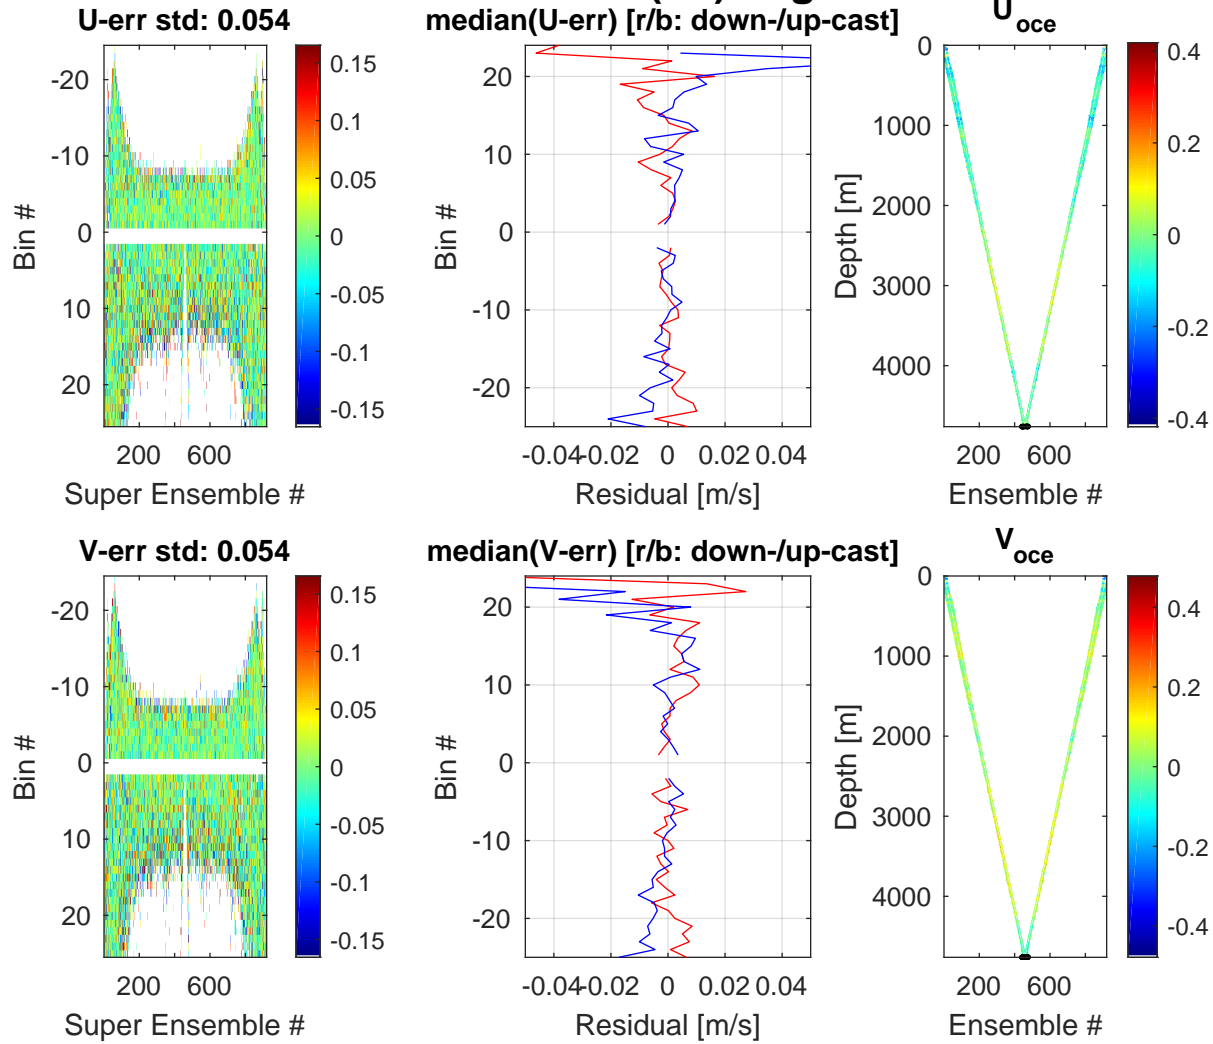 U-err std: 0.054
median(U-err) [r/b: down-/up-cast]
U oce
-20
-10
0
10
20
Bin #
200 600
Super Ensemble #
0.15
0.1
0.05
0
-0.05
-0.1
-0.15
20
10
0
-10
-20
Bin #
-0.04 -0.02 0 0.02 0.04
Residual [m/s]
0
1000
2000
3000
4000
Depth [m]
200 600
Ensemble #
0.4
0.2
0
-0.2
-0.4
V-err std: 0.054
median(V-err) [r/b: down-/up-cast]
V oce
-20
-10
0
10
20
Bin #
200 600
Super Ensemble #
0.15
0.1
0.05
0
-0.05
-0.1
-0.15
20
10
0
-10
-20
Bin #
-0.04 -0.02 0 0.02 0.04
Residual [m/s]
0
1000
2000
3000
4000
Depth [m]
200 600
Ensemble #
0.4
0.2
0
-0.2
-0.4